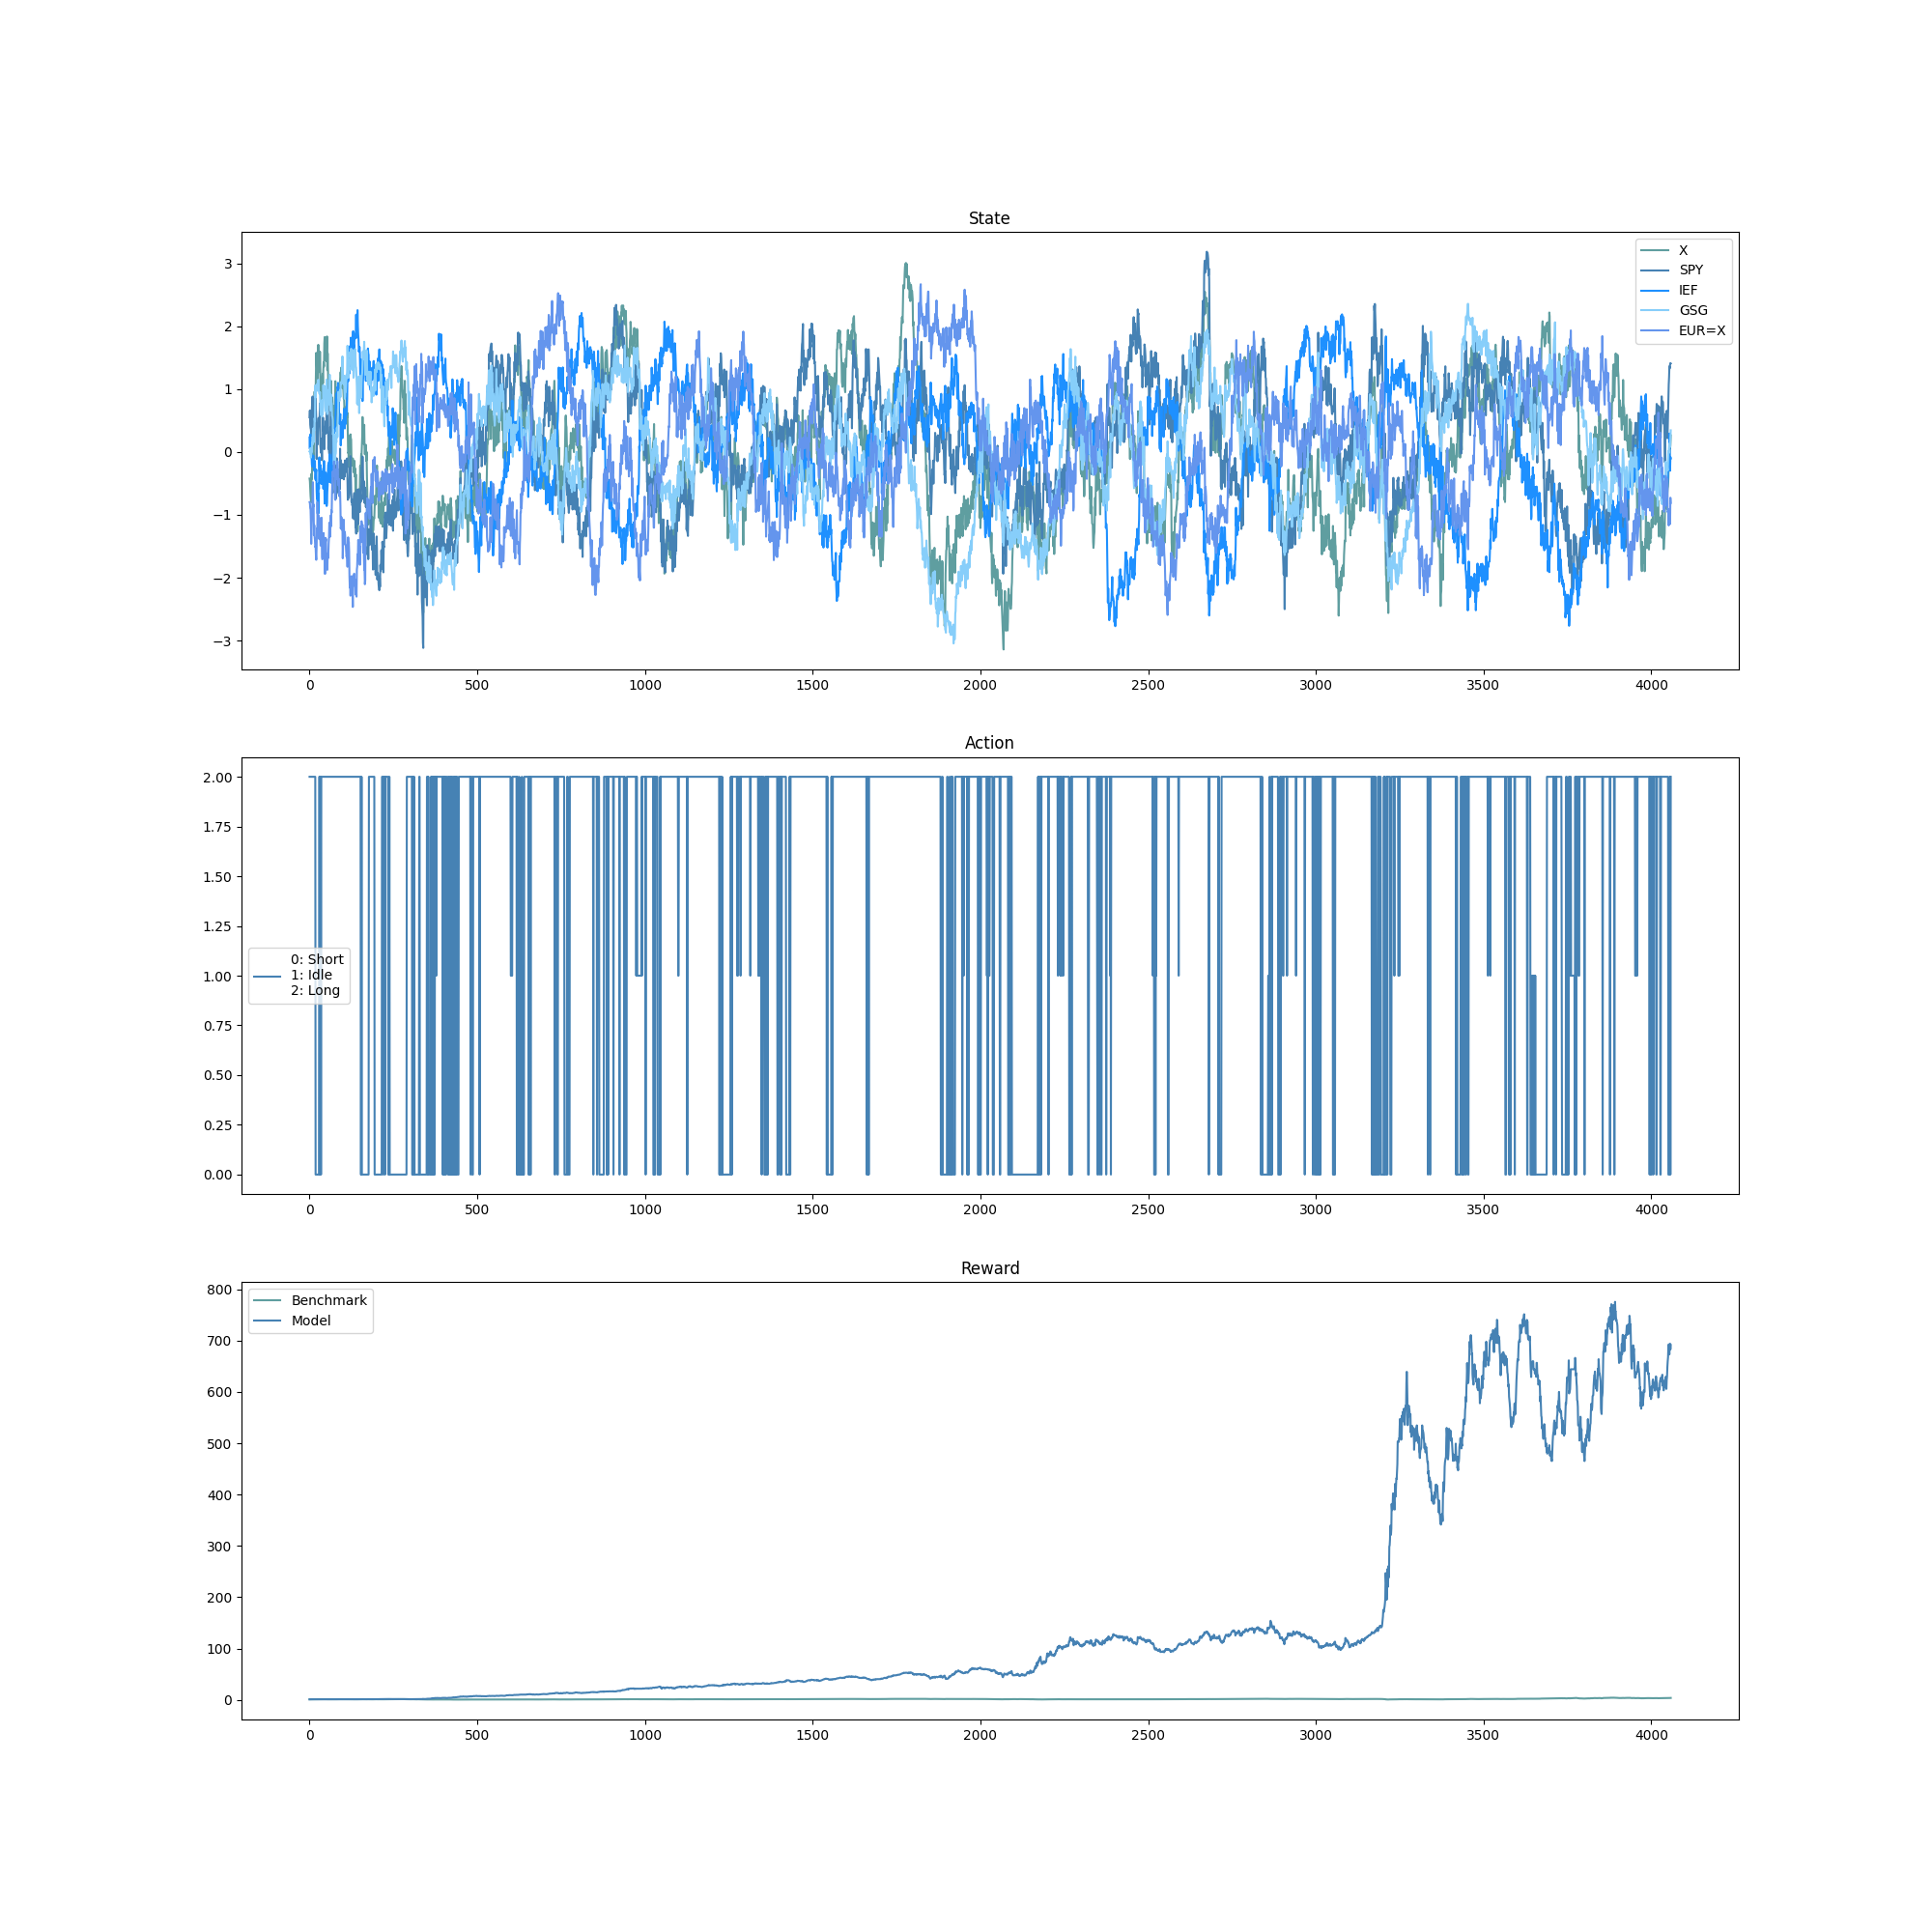 State
3
2
1
0
−1
−2
−3
X
SPY
IEF
GSG
EUR=X
0 500 1000 1500 2000 2500 3000 3500 4000
Action
2.00
1.75
1.50
1.25
1.00
0.75
0.50
0.25
0.00
0: Short
1: Idle
2: Long
0 500 1000 1500 2000 2500 3000 3500 4000
Reward
800
700
600
500
400
300
200
100
0
Benchmark
Model
0 500 1000 1500 2000 2500 3000 3500 4000